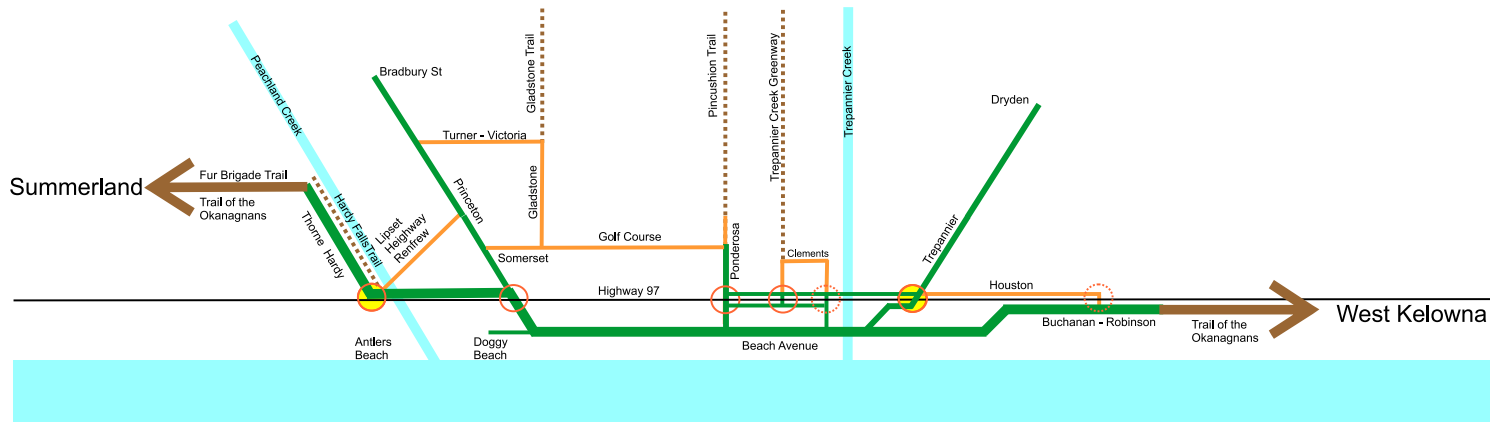 Bradbury St
Peachland Creek
Gladstone Trail
Pincushion Trail
Trepannier Creek Greenway
Trepannier Creek
Dryden
Turner - Victoria
Summerland
Fur Brigade Trail
Trail of the
Okanagnans
Hardy FallsTrail
Thorne Hardy
Lipset
Heighway
Renfrew
Princeton
Gladstone
Golf Course
Somerset
Ponderosa
Clements
Trepannier
Highway 97
Houston
West Kelowna
Buchanan - Robinson
Trail of the
Okanagnans
Antlers
Beach
Doggy
Beach
Beach Avenue